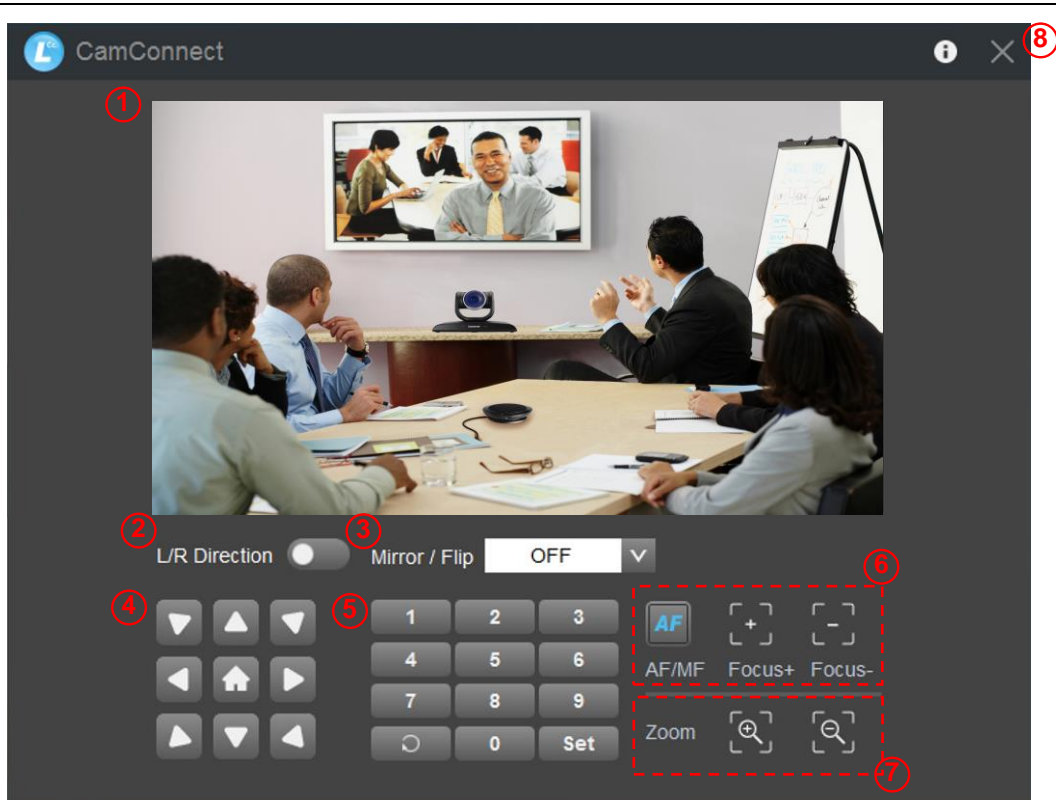 CamConnect
8
1
2
3
L/R Direction
Mirror / Flip
OFF
6
4
5
1 2 3
4 5 6
7 8 9
0 Set
AF
AF/MF Focus+ Focus-
Zoom
7